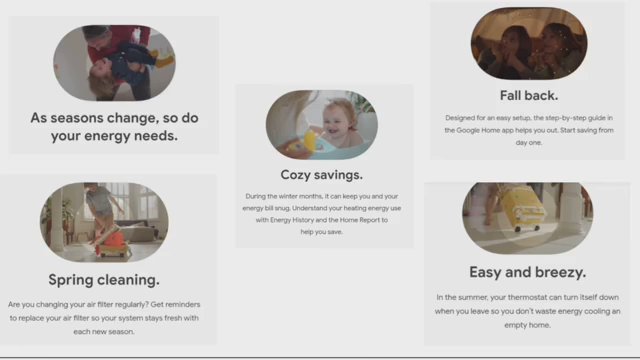 As seasons change, so do
your energy needs.
Spring cleaning.
Are you changing your air filter regularly? Get reminders
to replace your air filter so your system stays fresh with
each new season.
Cozy savings.
During the winter months, it can keep you and your
energy bill snug. Understand your heating energy use
with Energy History and the Home Report to
help you save.
Fall back.
Designed for an easy setup, the step-by-step guide in
the Google Home app helps you out. Start saving from
day one.
Easy and breezy.
In the summer, your thermostat can turn itself down
when you leave so you don't waste energy cooling an
empty home.